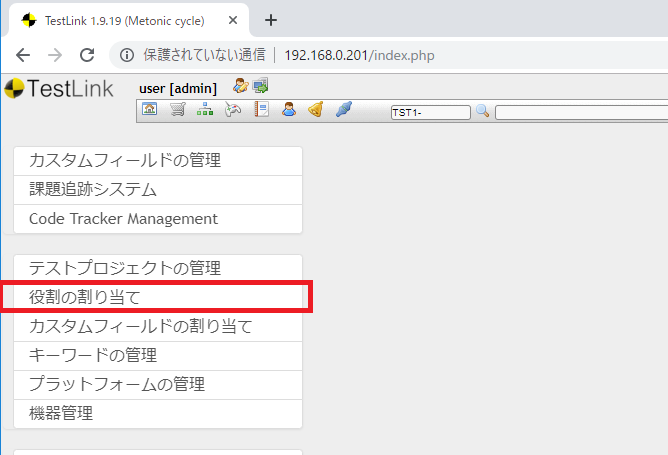 TestLink 1.9.19 (Metonic cycle)
保護されていない通信 192.168.0.201/index.php
TestLink
user [admin]
TST1-
カスタムフィールドの管理
課題追跡システム
Code Tracker Management
テストプロジェクトの管理
役割の割り当て
カスタムフィールドの割り当て
キーワードの管理
プラットフォームの管理
機器管理